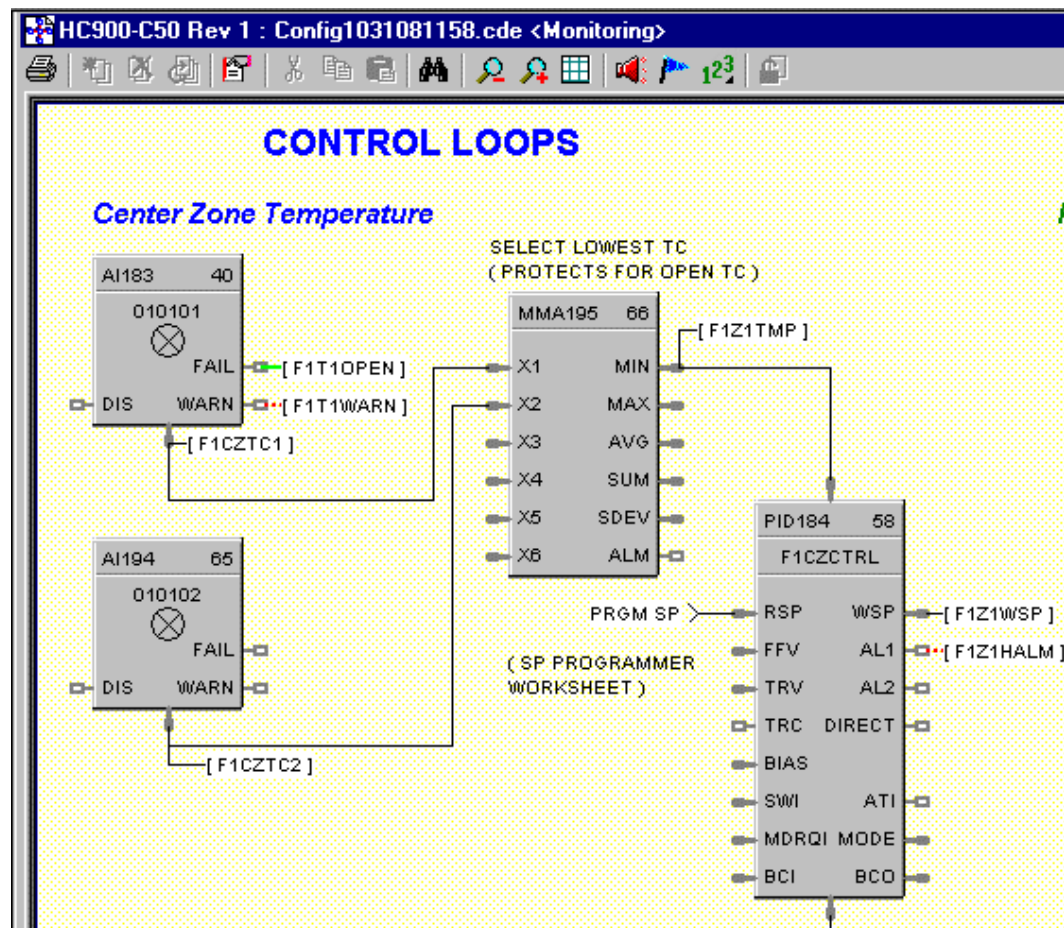 HC900-C50 Rev 1 : Config1031081158.cde <Monitoring>
123
CONTROL LOOPS
Center Zone Temperature
SELECT LOWEST TC
( PROTECTS FOR OPEN TC )
AI183 40
010101
FAIL
[ F1T1OPEN ]
DIS WARN
[ F1T1WARN ]
[ F1CZTC1 ]
MMA195 66
[ F1Z1TMP ]
X1 MIN
X2 MAX
X3 AVG
X4 SUM
X5 SDEV
X6 ALM
AI194 65
010102
FAIL
DIS WARN
[ F1CZTC2 ]
PRGM SP
( SP PROGRAMMER
WORKSHEET )
PID184 58
F1CZCTRL
RSP WSP
[ F1Z1WSP ]
FFV AL1
[ F1Z1HALM ]
TRV AL2
TRC DIRECT
BIAS
SWI ATI
MDRQI MODE
BCI BCO